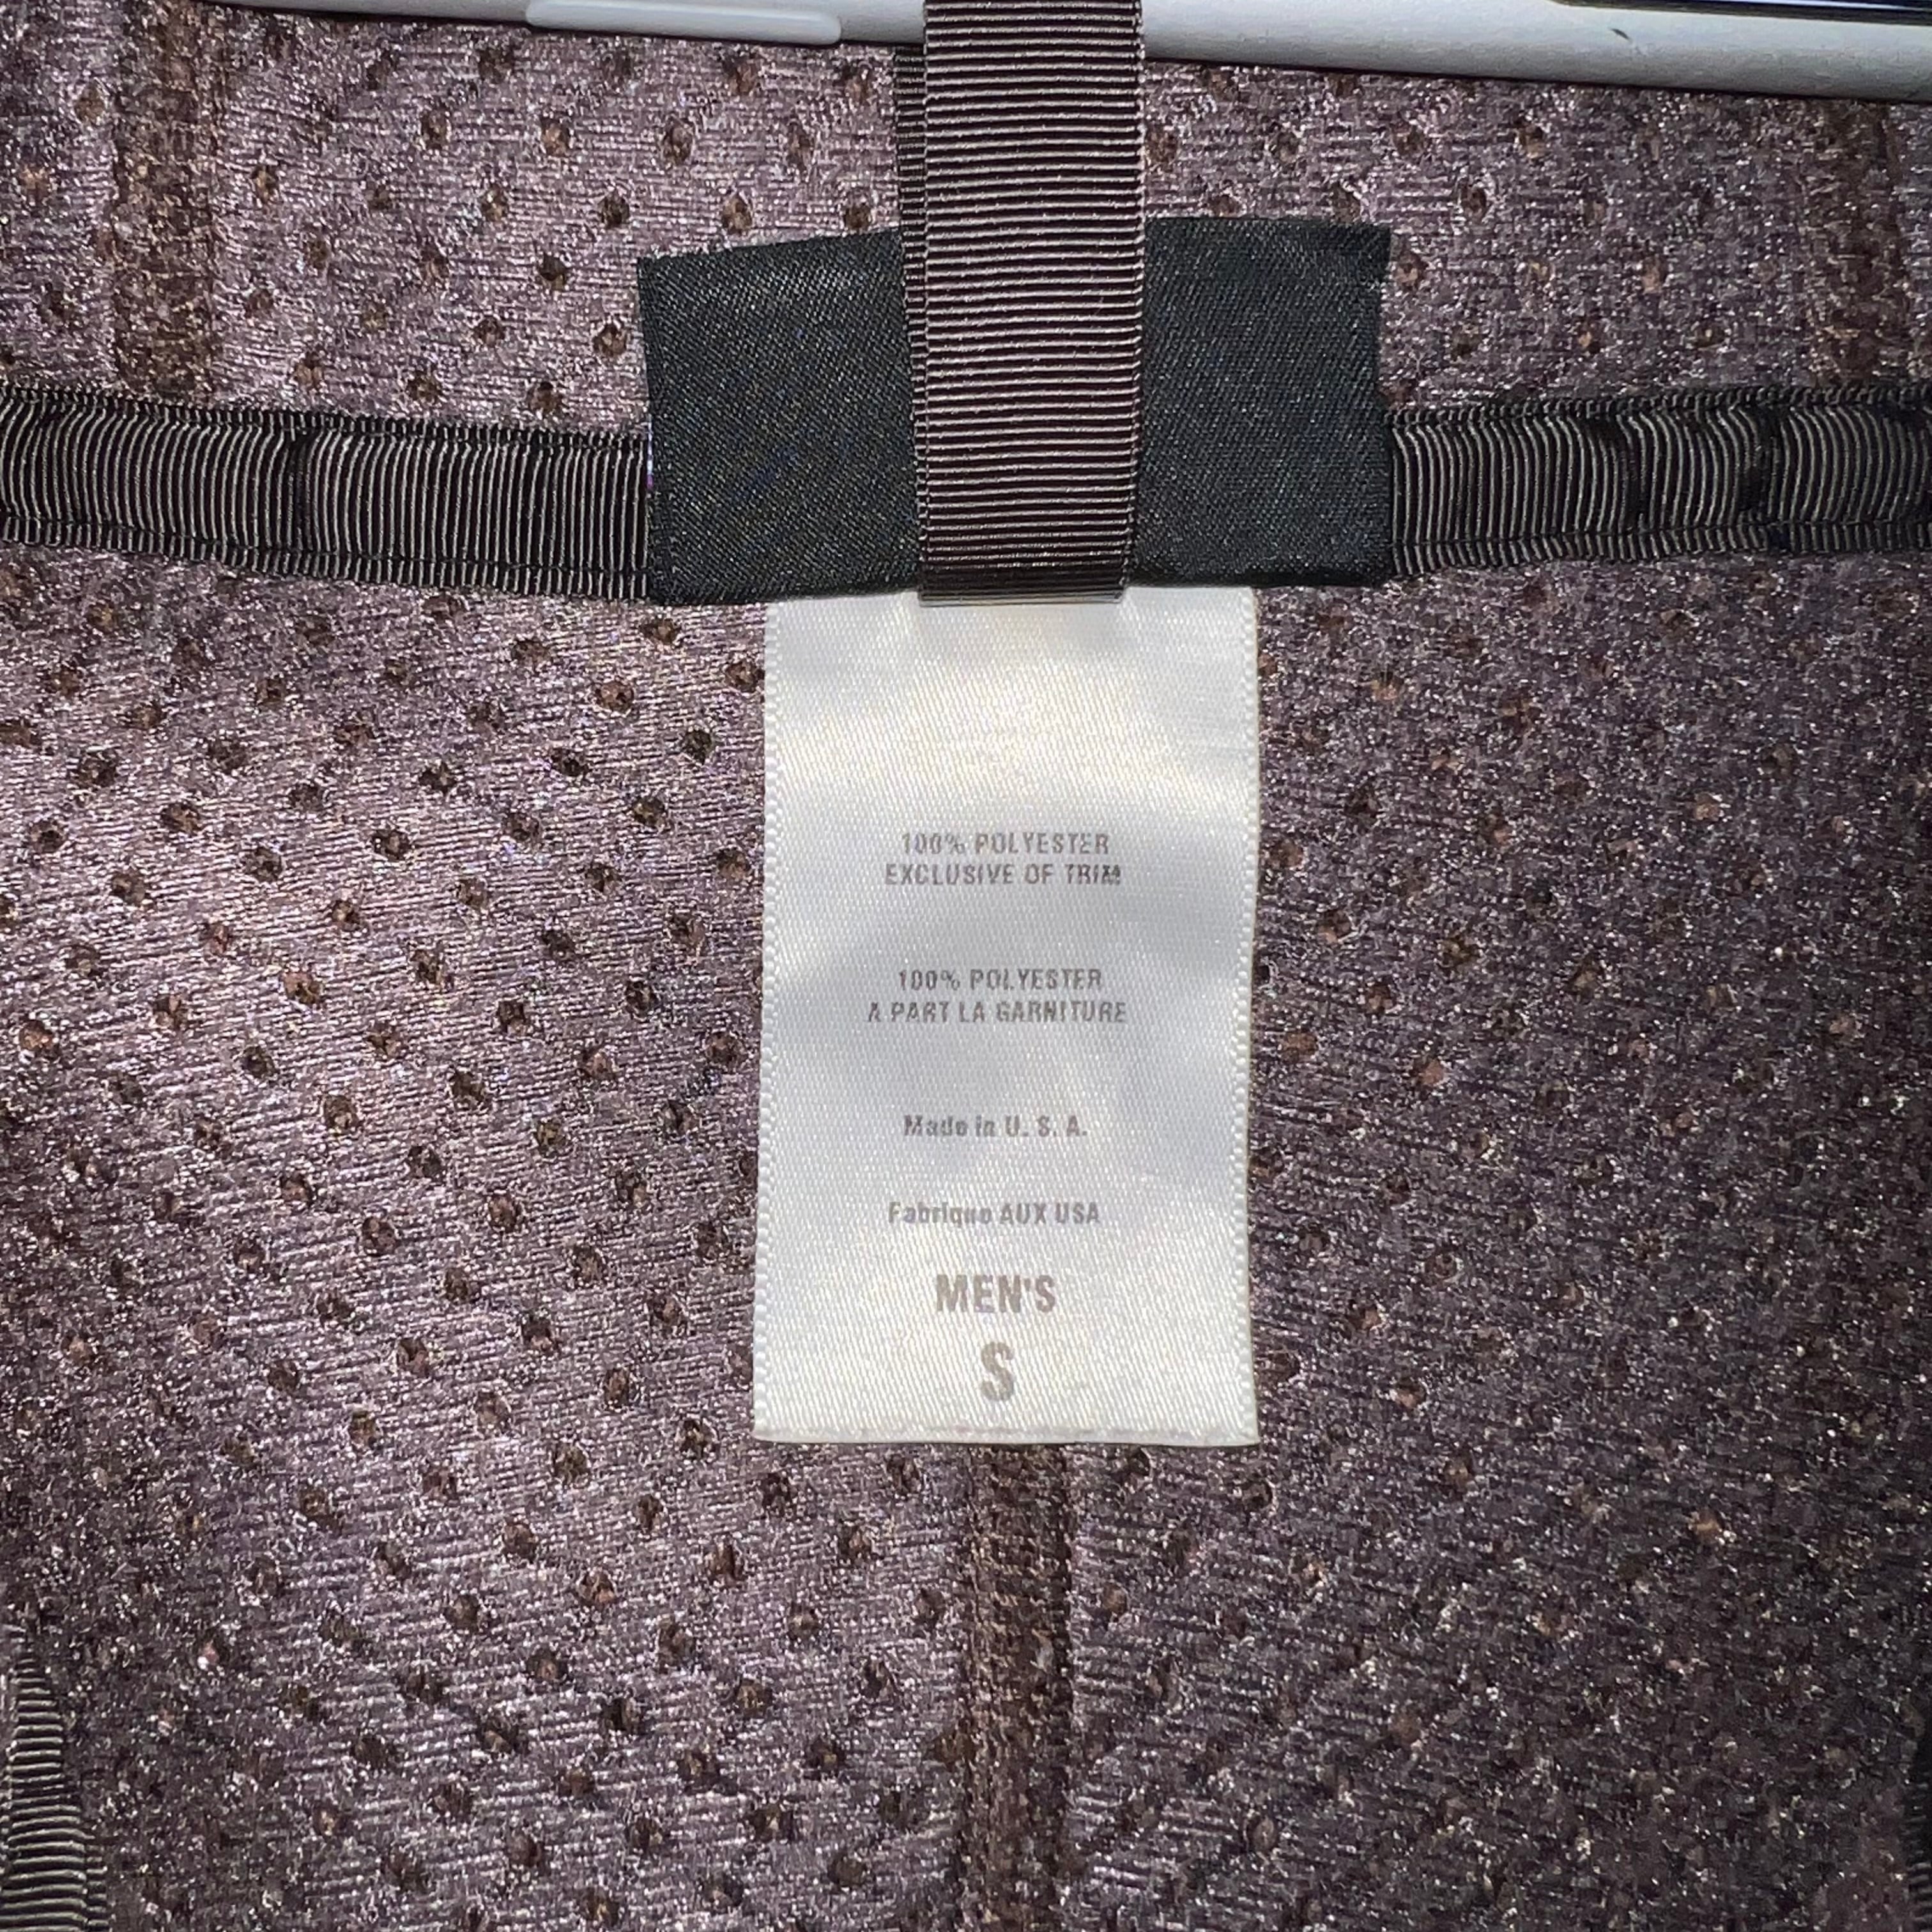 100% POLYESTER
EXCLUSIVE OF TRIM
100% POLYESTER
A PART LA GARNITURE
Made in U. S. A.
Fabrique AUX USA
MEN'S
S